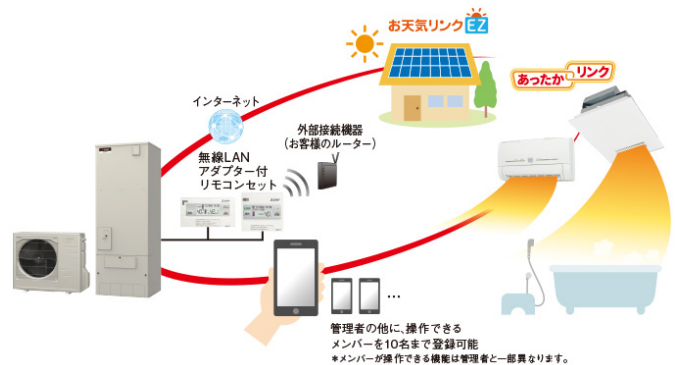 お天気リンクEZ
あったかリンク
インターネット
外部接続機器
（お客様のルーター）
無線LAN
アダプター付
リモコンセット
…
管理者の他に、操作できる
メンバーを10名まで登録可能
＊メンバーが操作できる機能は管理者と一部異なります。